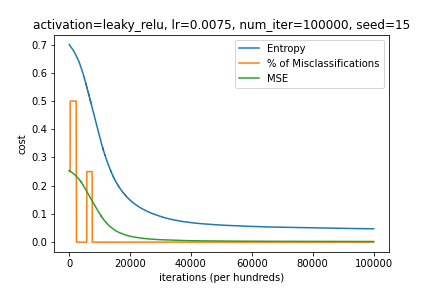 activation=leaky_relu, lr=0.0075, num_iter=100000, seed=15
Entropy
% of Misclassifications
MSE
cost
0.7
0.6
0.5
0.4
0.3
0.2
0.1
0.0
0 20000 40000 60000 80000 100000
iterations (per hundreds)